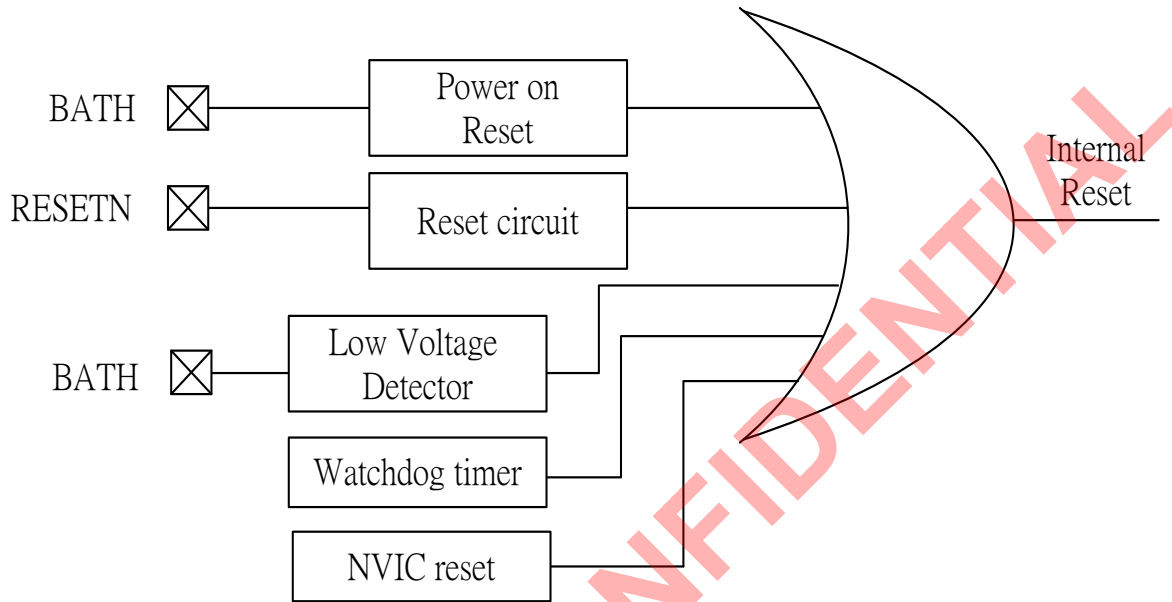 BATH
Power on
Reset
RESETN
Reset circuit
Internal
Reset
BATH
Low Voltage
Detector
Watchdog timer
NVIC reset
NFIDENTIAL